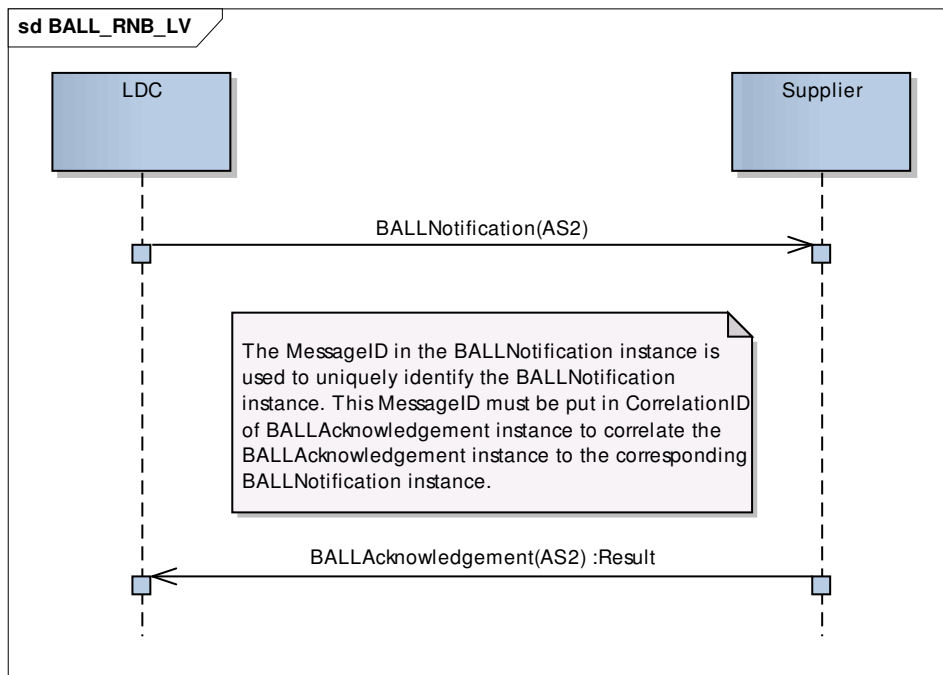 sd BALL_RNB_LV
LDC
Supplier
BALLNotification(AS2)
The MessageID in the BALLNotification instance is
used to uniquely identify the BALLNotification
instance. This MessageID must be put in CorrelationID
of BALLAcknowledgement instance to correlate the
BALLAcknowledgement instance to the corresponding
BALLNotification instance.
BALLAcknowledgement(AS2) :Result